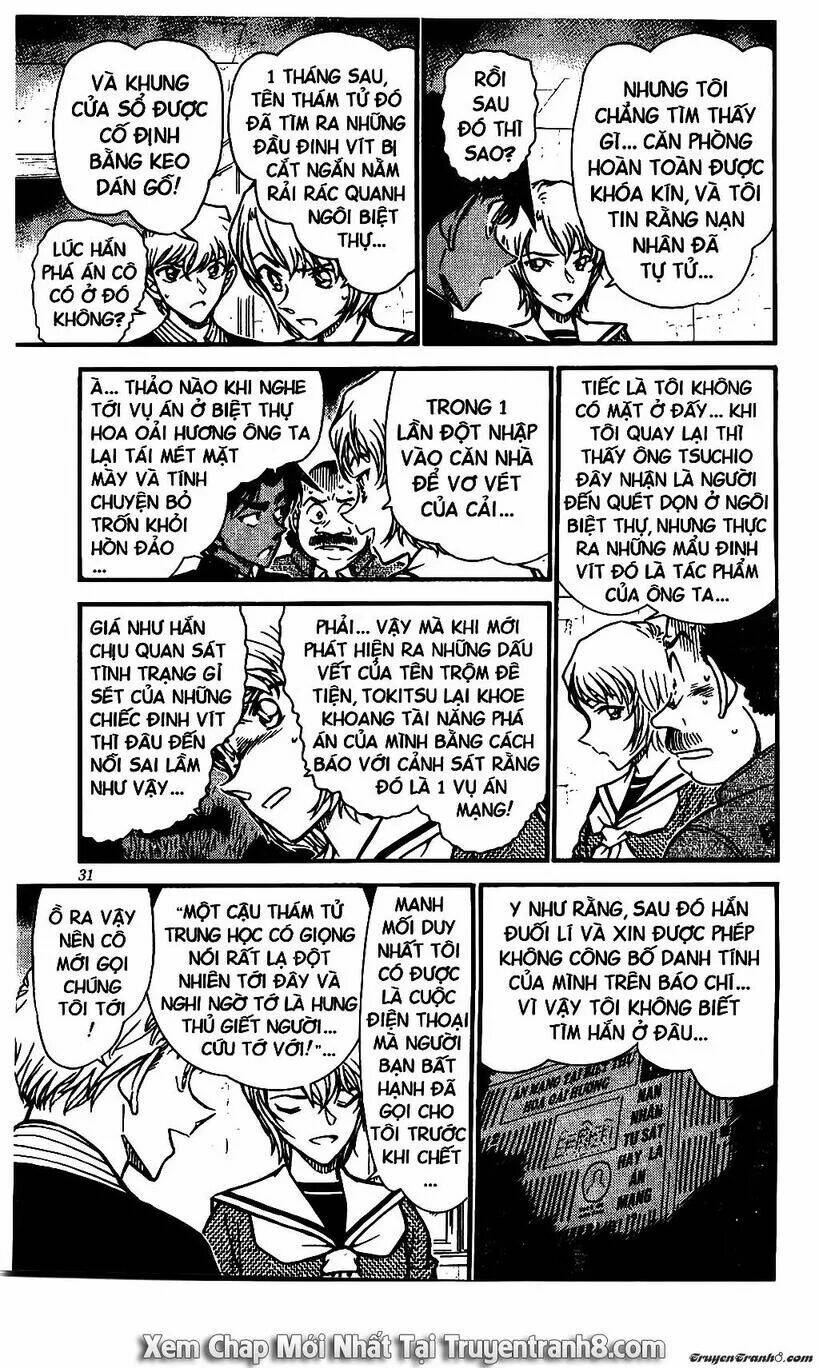 NHƯNG TÔI
CHẲNG TÌM THẤY
GÌ... CĂN PHÒNG
HOÀN TOÀN ĐƯỢC
KHÓA KÍN, VÀ TÔI
TIN RẰNG NẠN
NHÂN ĐÃ
TỰ TỬ...
RỒI
SAU
ĐÓ THÌ
SAO?
1 THÁNG SAU,
TÊN THÁM TỬ ĐÓ
ĐÃ TÌM RA NHỮNG
ĐẦU ĐINH VÍT BỊ
CẮT NGẮN NẰM
RẢI RÁC QUANH
NGÔI BIỆT
THỰ...
VÀ KHUNG
CỬA SỔ ĐƯỢC
CỐ ĐỊNH
BẰNG KEO
DÁN GỖ!
LÚC HẮN
PHÁ ÁN CÔ
CÓ Ở ĐÓ
KHÔNG?
TIẾC LÀ TÔI KHÔNG
CÓ MẶT Ở ĐẤY... KHI
TÔI QUAY LẠI THÌ
THẤY ÔNG TSUCHIO
ĐÂY NHẬN LÀ NGƯỜI
ĐẾN QUÉT DỌN Ở NGÔI
BIỆT THỰ, NHƯNG THỰC
RA NHỮNG MẨU ĐINH
VÍT ĐÓ LÀ TÁC PHẨM
CỦA ÔNG TA...
TRONG 1
LẦN ĐỘT NHẬP
VÀO CĂN NHÀ
ĐỂ VƠ VÉT
CỦA CẢI...
À... THẢO NÀO KHI NGHE
TỚI VỤ ÁN Ở BIỆT THỰ
HOA OẢI HƯƠNG ÔNG TA
LẠI TÁI MÉT MẶT
MÀY VÀ TÍNH
CHUYỆN BỎ
TRỐN KHỎI
HÒN ĐẢO
...
PHẢI... VẬY MÀ KHI MỚI
PHÁT HIỆN RA NHỮNG DẤU
VẾT CỦA TÊN TRỘM ĐÊ
TIỆN, TOKITSU LẠI KHOE
KHOANG TÀI NĂNG PHÁ
ÁN CỦA MÌNH BẰNG CÁCH
BÁO VỚI CẢNH SÁT RẰNG
ĐÓ LÀ 1 VỤ ÁN
MẠNG!
GIÁ NHƯ HẮN
CHỊU QUAN SÁT
TÌNH TRẠNG GỈ
SÉT CỦA NHỮNG
CHIẾC ĐINH VÍT
THÌ ĐÂU ĐẾN
NỖI SAI LẦM
NHƯ VẬY...
31
Y NHƯ RẰNG, SAU ĐÓ HẮN
ĐUỐI LÍ VÀ XIN ĐƯỢC PHÉP
KHÔNG CÔNG BỐ DANH TÍNH
CỦA MÌNH TRÊN BÁO CHÍ...
VÌ VẬY TÔI KHÔNG BIẾT
TÌM HẮN Ở ĐÂU...
ÁN MẠNG TẠI BIỆT THỰ
HOA OẢI HƯƠNG
NẠN
NHÂN
TỰ SÁT
HAY LÀ
ÁN
MẠNG
MANH
MỐI DUY
NHẤT TÔI
CÓ ĐƯỢC
LÀ CUỘC
ĐIỆN THOẠI
MÀ NGƯỜI
BẠN BẤT
HẠNH ĐÃ
GỌI CHO
TÔI TRƯỚC
KHI CHẾT
...
"MỘT CẬU THÁM TỬ
TRUNG HỌC CÓ GIỌNG
NÓI RẤT LẠ ĐỘT
NHIÊN TỚI ĐÂY VÀ
NGHI NGỜ TỚ LÀ HUNG
THỦ GIẾT NGƯỜI...
CỨU TỚ VỚI!"...
Ồ RA VẬY
NÊN CÔ
MỚI GỌI
CHÚNG
TÔI TỚI
!
Xem Chap Mới Nhất Tại Truyentranh8.com
TruyenTranh8.com